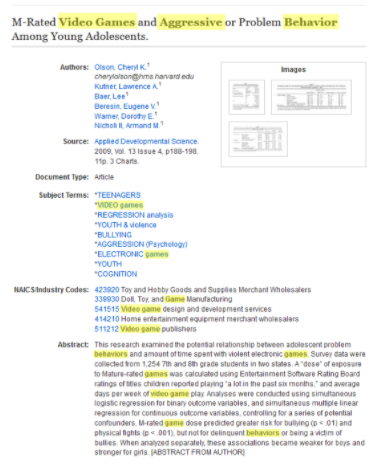 M-Rated Video Games and Aggressive or Problem Behavior
Among Young Adolescents.
Authors: Olson, Cheryl K.1
cherylolson@hms.harvard.edu
Kutner, Lawrence A.1
Baer, Lee1
Beresin, Eugene V.1
Warner, Dorothy E.1
Nicholi II, Armand M.1
Images
Source: Applied Developmental Science.
2009, Vol. 13 Issue 4, p188-198.
11p. 3 Charts.
Document Type: Article
Subject Terms: *TEENAGERS
*VIDEO games
*REGRESSION analysis
*YOUTH & violence
*BULLYING
*AGGRESSION (Psychology)
*ELECTRONIC games
*YOUTH
*COGNITION
NAICS/Industry Codes: 423920 Toy and Hobby Goods and Supplies Merchant Wholesalers
339930 Doll, Toy, and Game Manufacturing
541515 Video game design and development services
414210 Home entertainment equipment merchant wholesalers
511212 Video game publishers
Abstract: This research examined the potential relationship between adolescent problem
behaviors and amount of time spent with violent electronic games. Survey data were
collected from 1,254 7th and 8th grade students in two states. A "dose" of exposure
to Mature-rated games was calculated using Entertainment Software Rating Board
ratings of titles children reported playing "a lot in the past six months," and average
days per week of video game play. Analyses were conducted using simultaneous
logistic regression for binary outcome variables, and simultaneous multiple linear
regression for continuous outcome variables, controlling for a series of potential
confounders. M-rated game dose predicted greater risk for bullying (p < .01) and
physical fights (p < .001), but not for delinquent behaviors or being a victim of
bullies. When analyzed separately, these associations became weaker for boys and
stronger for girls. [ABSTRACT FROM AUTHOR]